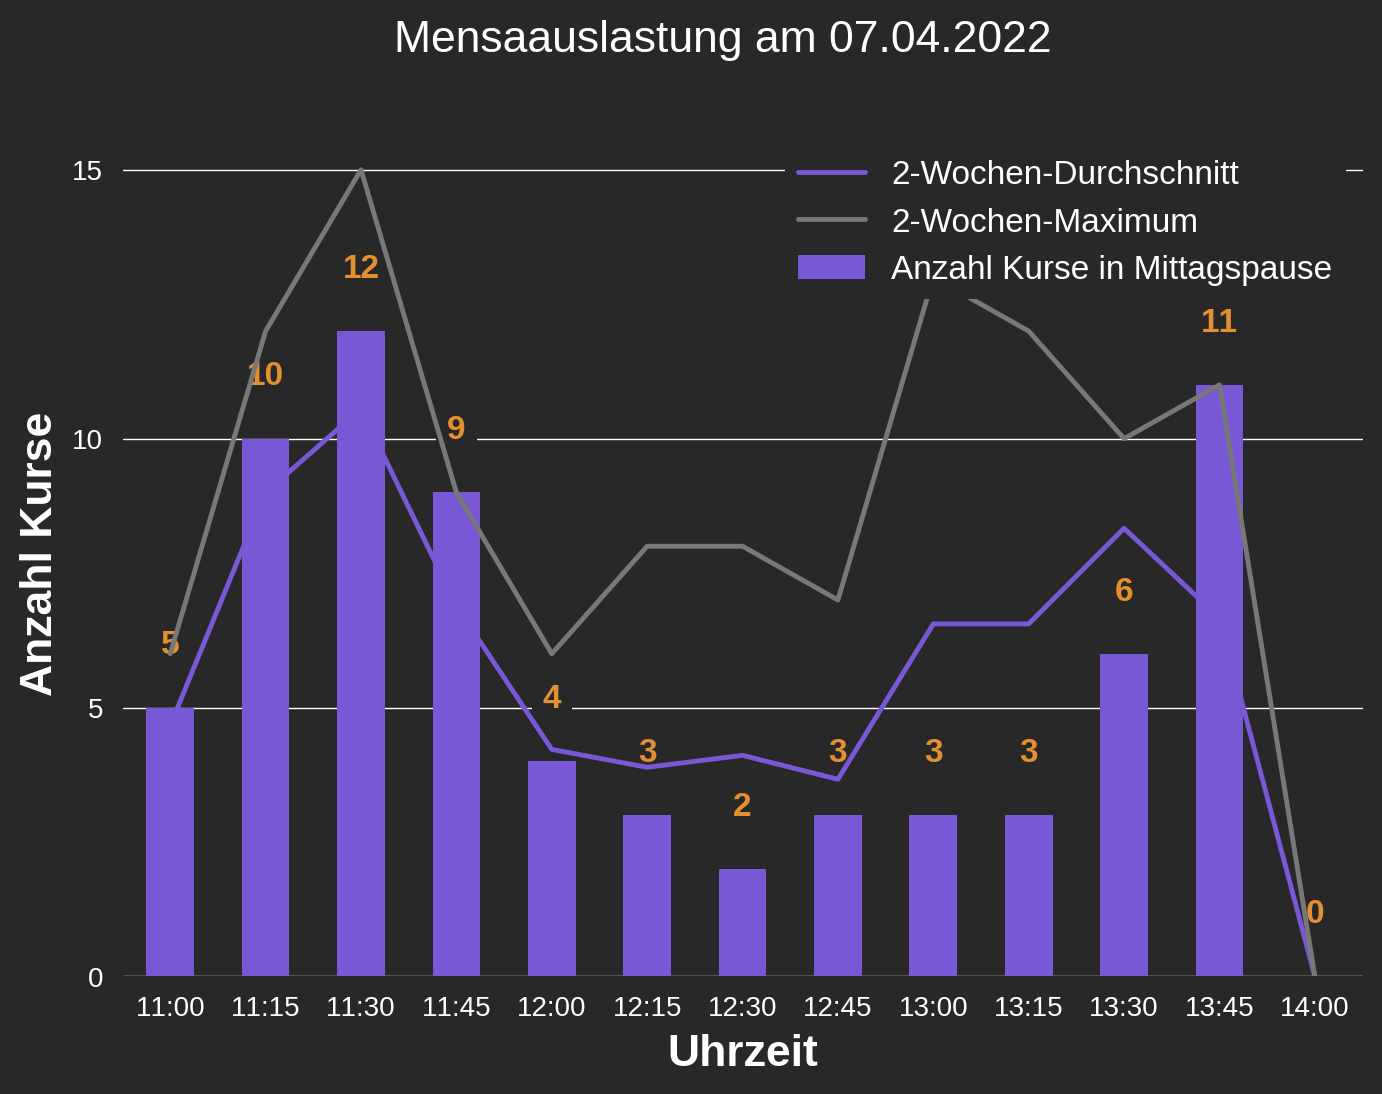 Mensaauslastung am 07.04.2022
2-Wochen-Durchschnitt
2-Wochen-Maximum
Anzahl Kurse in Mittagspause
Anzahl Kurse
15
10
5
0
5
10
12
9
4
3
2
3
3
3
6
11
0
11:00 11:15 11:30 11:45 12:00 12:15 12:30 12:45 13:00 13:15 13:30 13:45 14:00
Uhrzeit